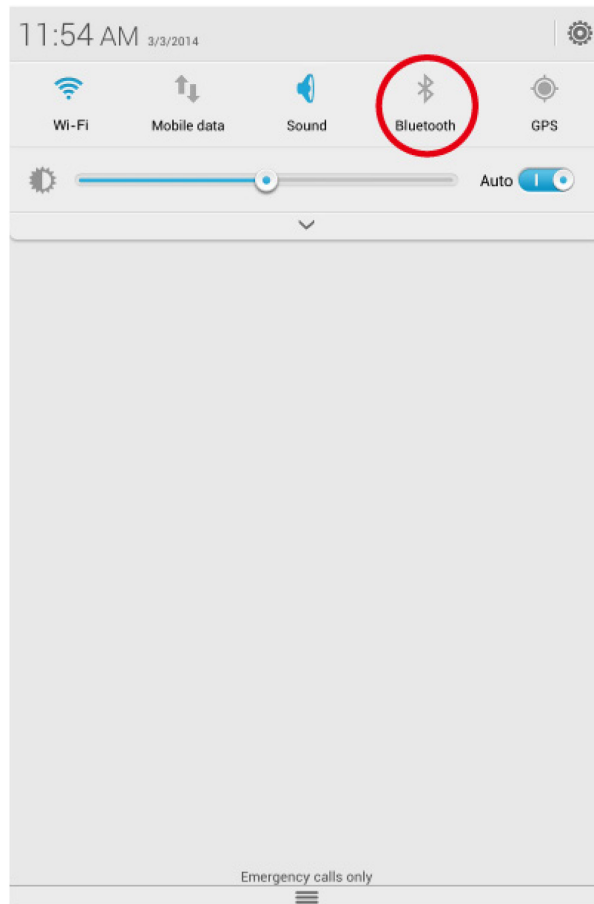 11:54 AM 3/3/2014
Wi-Fi Mobile data Sound Bluetooth GPS
Auto
Emergency calls only